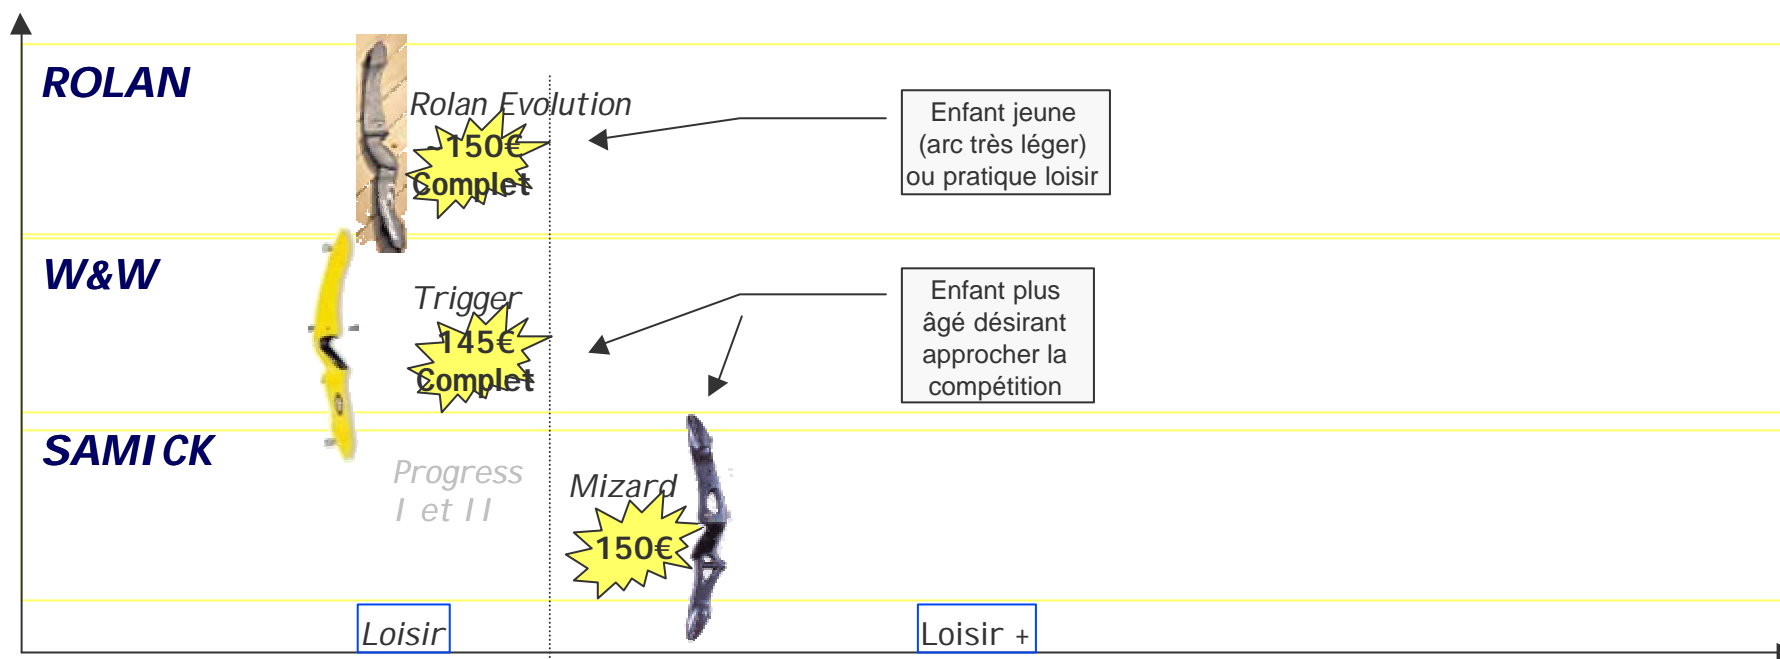 ROLAN
Rolan Evolution
~150€
Complet
Enfant jeune
(arc très léger)
ou pratique loisir
W&W
Trigger
145€
Complet
Enfant plus
âgé désirant
approcher la
compétition
SAMICK
Progress
I et II
Mizard
150€
Loisir
Loisir +